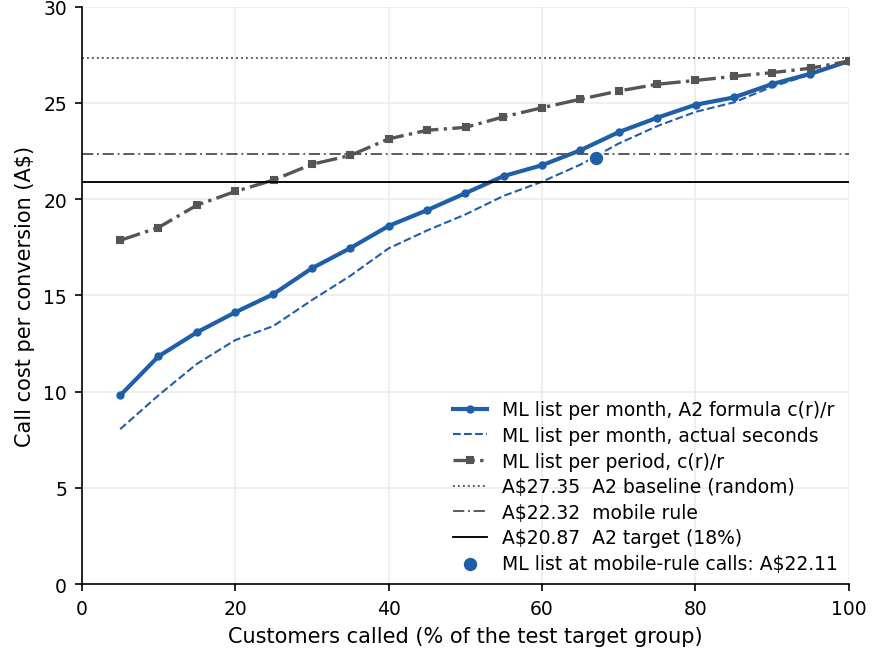 30
25
20
15
10
5
0
Call cost per conversion (A$)
0 20 40 60 80 100
Customers called (% of the test target group)
ML list per month, A2 formula c(r)/r
ML list per month, actual seconds
ML list per period, c(r)/r
A$27.35 A2 baseline (random)
A$22.32 mobile rule
A$20.87 A2 target (18%)
ML list at mobile-rule calls: A$22.11